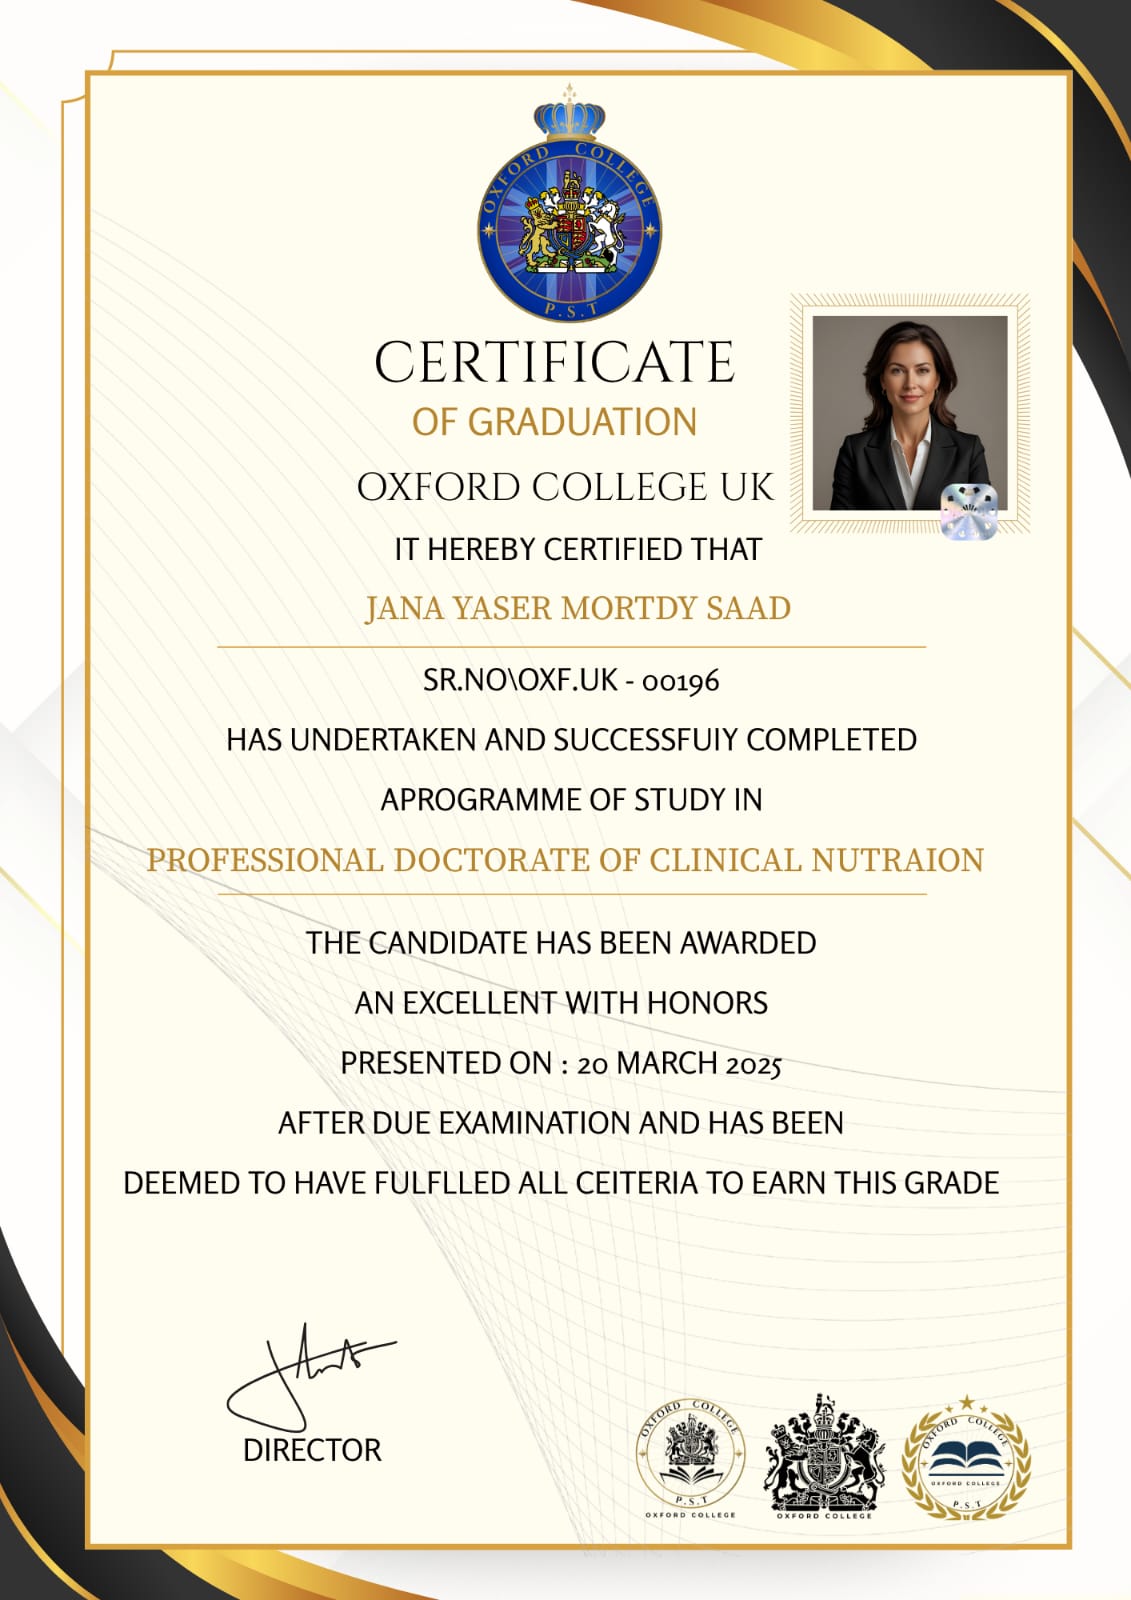 OXFORD COLLEGE
P.S.T
CERTIFICATE
OF GRADUATION
OXFORD COLLEGE UK
IT HEREBY CERTIFIED THAT
JANA YASER MORTDY SAAD
SR.NO\OXF.UK - 00196
HAS UNDERTAKEN AND SUCCESSFUIY COMPLETED
APROGRAMME OF STUDY IN
PROFESSIONAL DOCTORATE OF CLINICAL NUTRAION
THE CANDIDATE HAS BEEN AWARDED
AN EXCELLENT WITH HONORS
PRESENTED ON : 20 MARCH 2025
AFTER DUE EXAMINATION AND HAS BEEN
DEEMED TO HAVE FULFLLED ALL CEITERIA TO EARN THIS GRADE
DIRECTOR
OXFORD COLLEGE
P.S.T
OXFORD COLLEGE
OXFORD COLLEGE
OXFORD COLLEGE
OXFORD COLLEGE
P.S.T